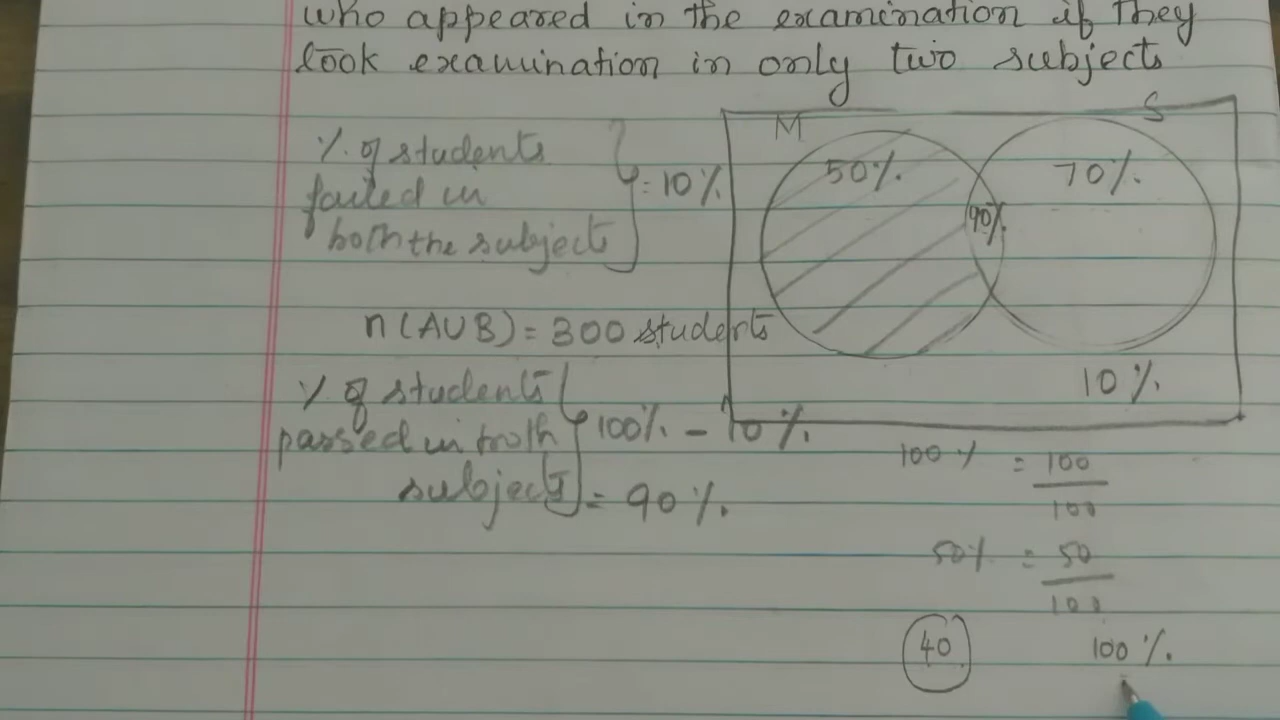 who appeared in the examination if they
took examination in only two subjects
% of students
failed in
both the subject
= 10%
M
S
50%
70%
90%
10%
n(AUB) = 300 students
% of students
passed in both
subjects
100% - 10%
= 90%
100% = 100
100
50% = 50
100
40
100%